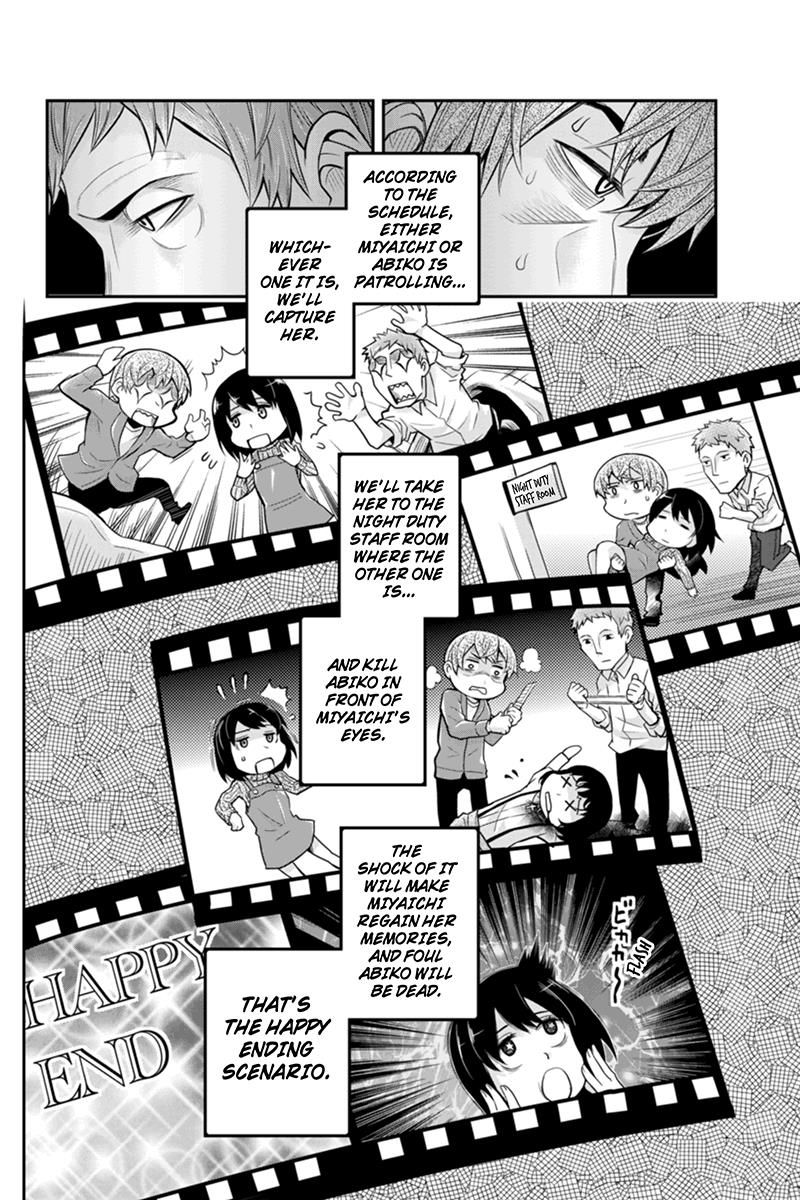 ACCORDING
TO THE
SCHEDULE,
EITHER
MIYAICHI OR
ABIKO IS
PATROLLING...
WHICH-
EVER
ONE IT IS,
WE'LL
CAPTURE
HER.
WE'LL TAKE
HER TO THE
NIGHT DUTY
STAFF ROOM
WHERE THE
OTHER ONE
IS...
NIGHT DUTY
STAFF ROOM
AND KILL
ABIKO IN
FRONT OF
MIYAICHI'S
EYES.
THE
SHOCK OF IT
WILL MAKE
MIYAICHI
REGAIN HER
MEMORIES,
AND FOUL
ABIKO WILL
BE DEAD.
FLASH
THAT'S
THE HAPPY
ENDING
SCENARIO.
HAPPY
END